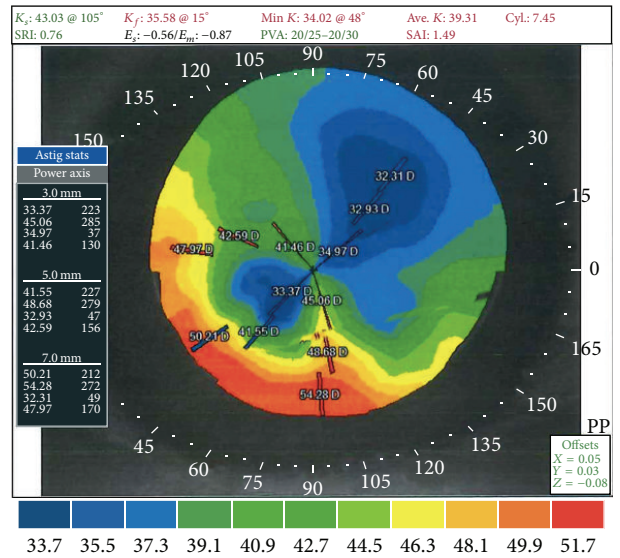 Ks: 43.03 @ 105° Kf: 35.58 @ 15° Min K: 34.02 @ 48° Ave. K: 39.31 Cyl.: 7.45
SRI: 0.76 Es: −0.56/Em: −0.87 PVA: 20/25–20/30 SAI: 1.49
90
105 75
120 60
135 45
150 30
15
0
165
150
135
120
105
90
75
60
45
Astig stats
Power axis
3.0 mm
33.37 223
45.06 285
34.97 37
41.46 130
5.0 mm
41.55 227
48.68 279
32.93 47
42.59 156
7.0 mm
50.21 212
54.28 272
32.31 49
47.97 170
32.31 D
32.93 D
42.59 D
47.97 D
41.46 D
34.97 D
33.37 D
45.06 D
50.21 D
41.55 D
48.68 D
54.28 D
PP
Offsets
X = 0.05
Y = 0.03
Z = −0.08
33.7 35.5 37.3 39.1 40.9 42.7 44.5 46.3 48.1 49.9 51.7